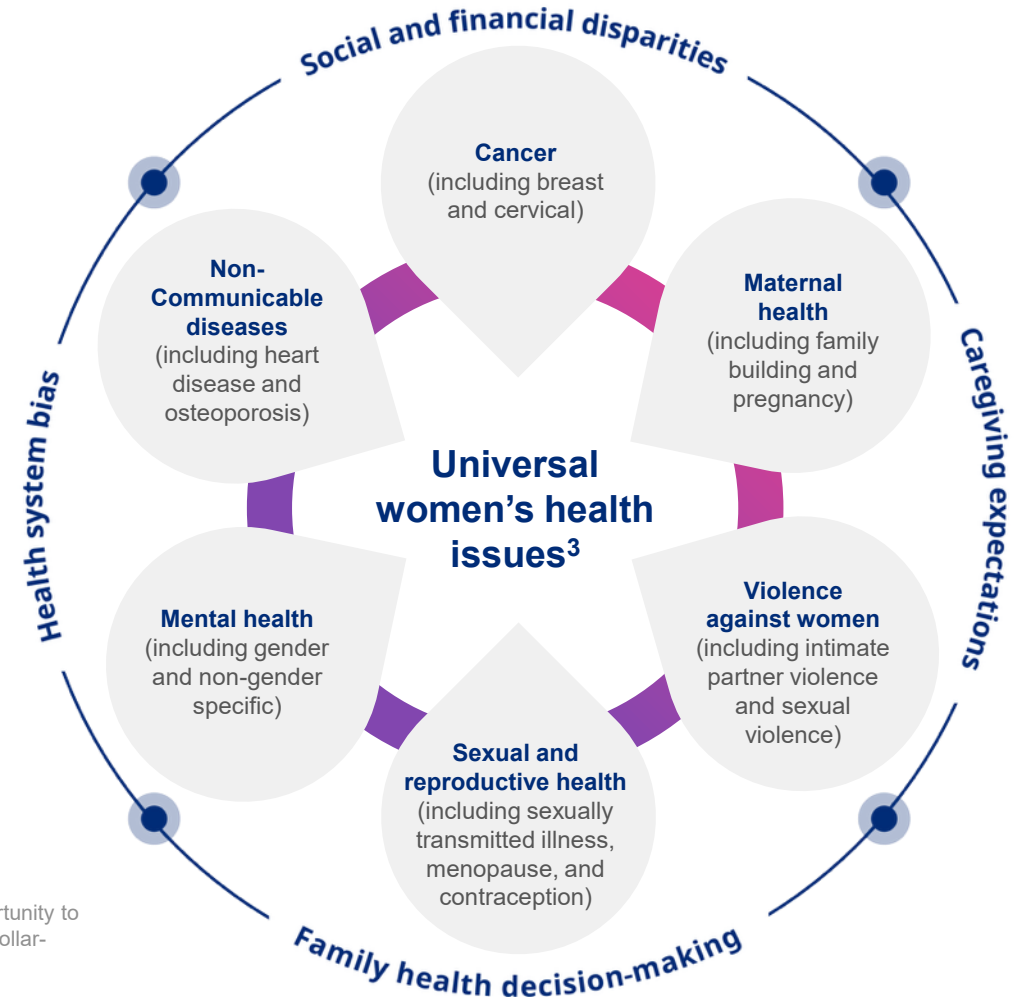 Social and financial disparities
Cancer
(including breast
and cervical)
Non-
Communicable
diseases
(including heart
disease and
osteoporosis)
Maternal
health
(including family
building and
pregnancy)
Health system bias
Caregiving expectations
Universal
women’s health
issues³
Mental health
(including gender
and non-gender
specific)
Violence
against women
(including intimate
partner violence
and sexual
violence)
Sexual and
reproductive health
(including sexually
transmitted illness,
menopause, and
contraception)
Family health decision-making
rtunity to
ollar-